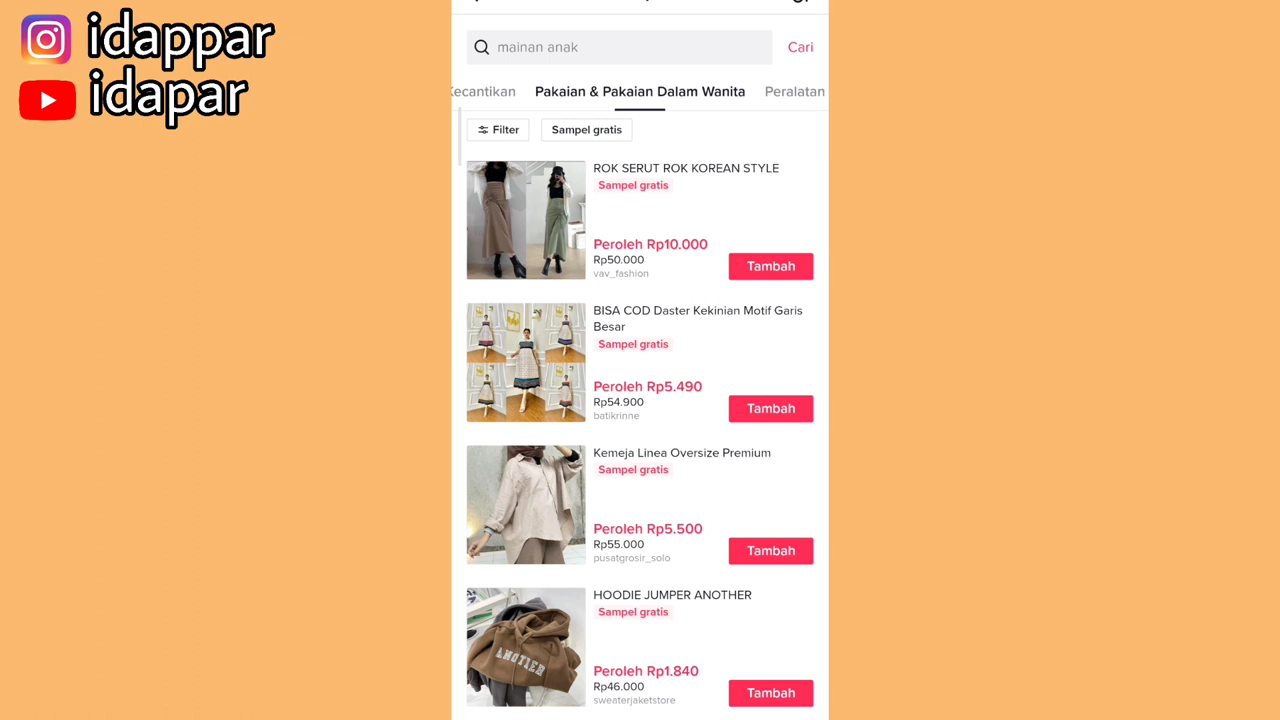 idappar
idapar
mainan anak
Cari
Kecantikan
Pakaian & Pakaian Dalam Wanita
Peralatan
Filter
Sampel gratis
ROK SERUT ROK KOREAN STYLE
Sampel gratis
Peroleh Rp10.000
Rp50.000
vav_fashion
Tambah
BISA COD Daster Kekinian Motif Garis
Besar
Sampel gratis
Peroleh Rp5.490
Rp54.900
batikrinne
Tambah
Kemeja Linea Oversize Premium
Sampel gratis
Peroleh Rp5.500
Rp55.000
pusatgrosir_solo
Tambah
HOODIE JUMPER ANOTHER
Sampel gratis
Peroleh Rp1.840
Rp46.000
sweaterjaketstore
Tambah